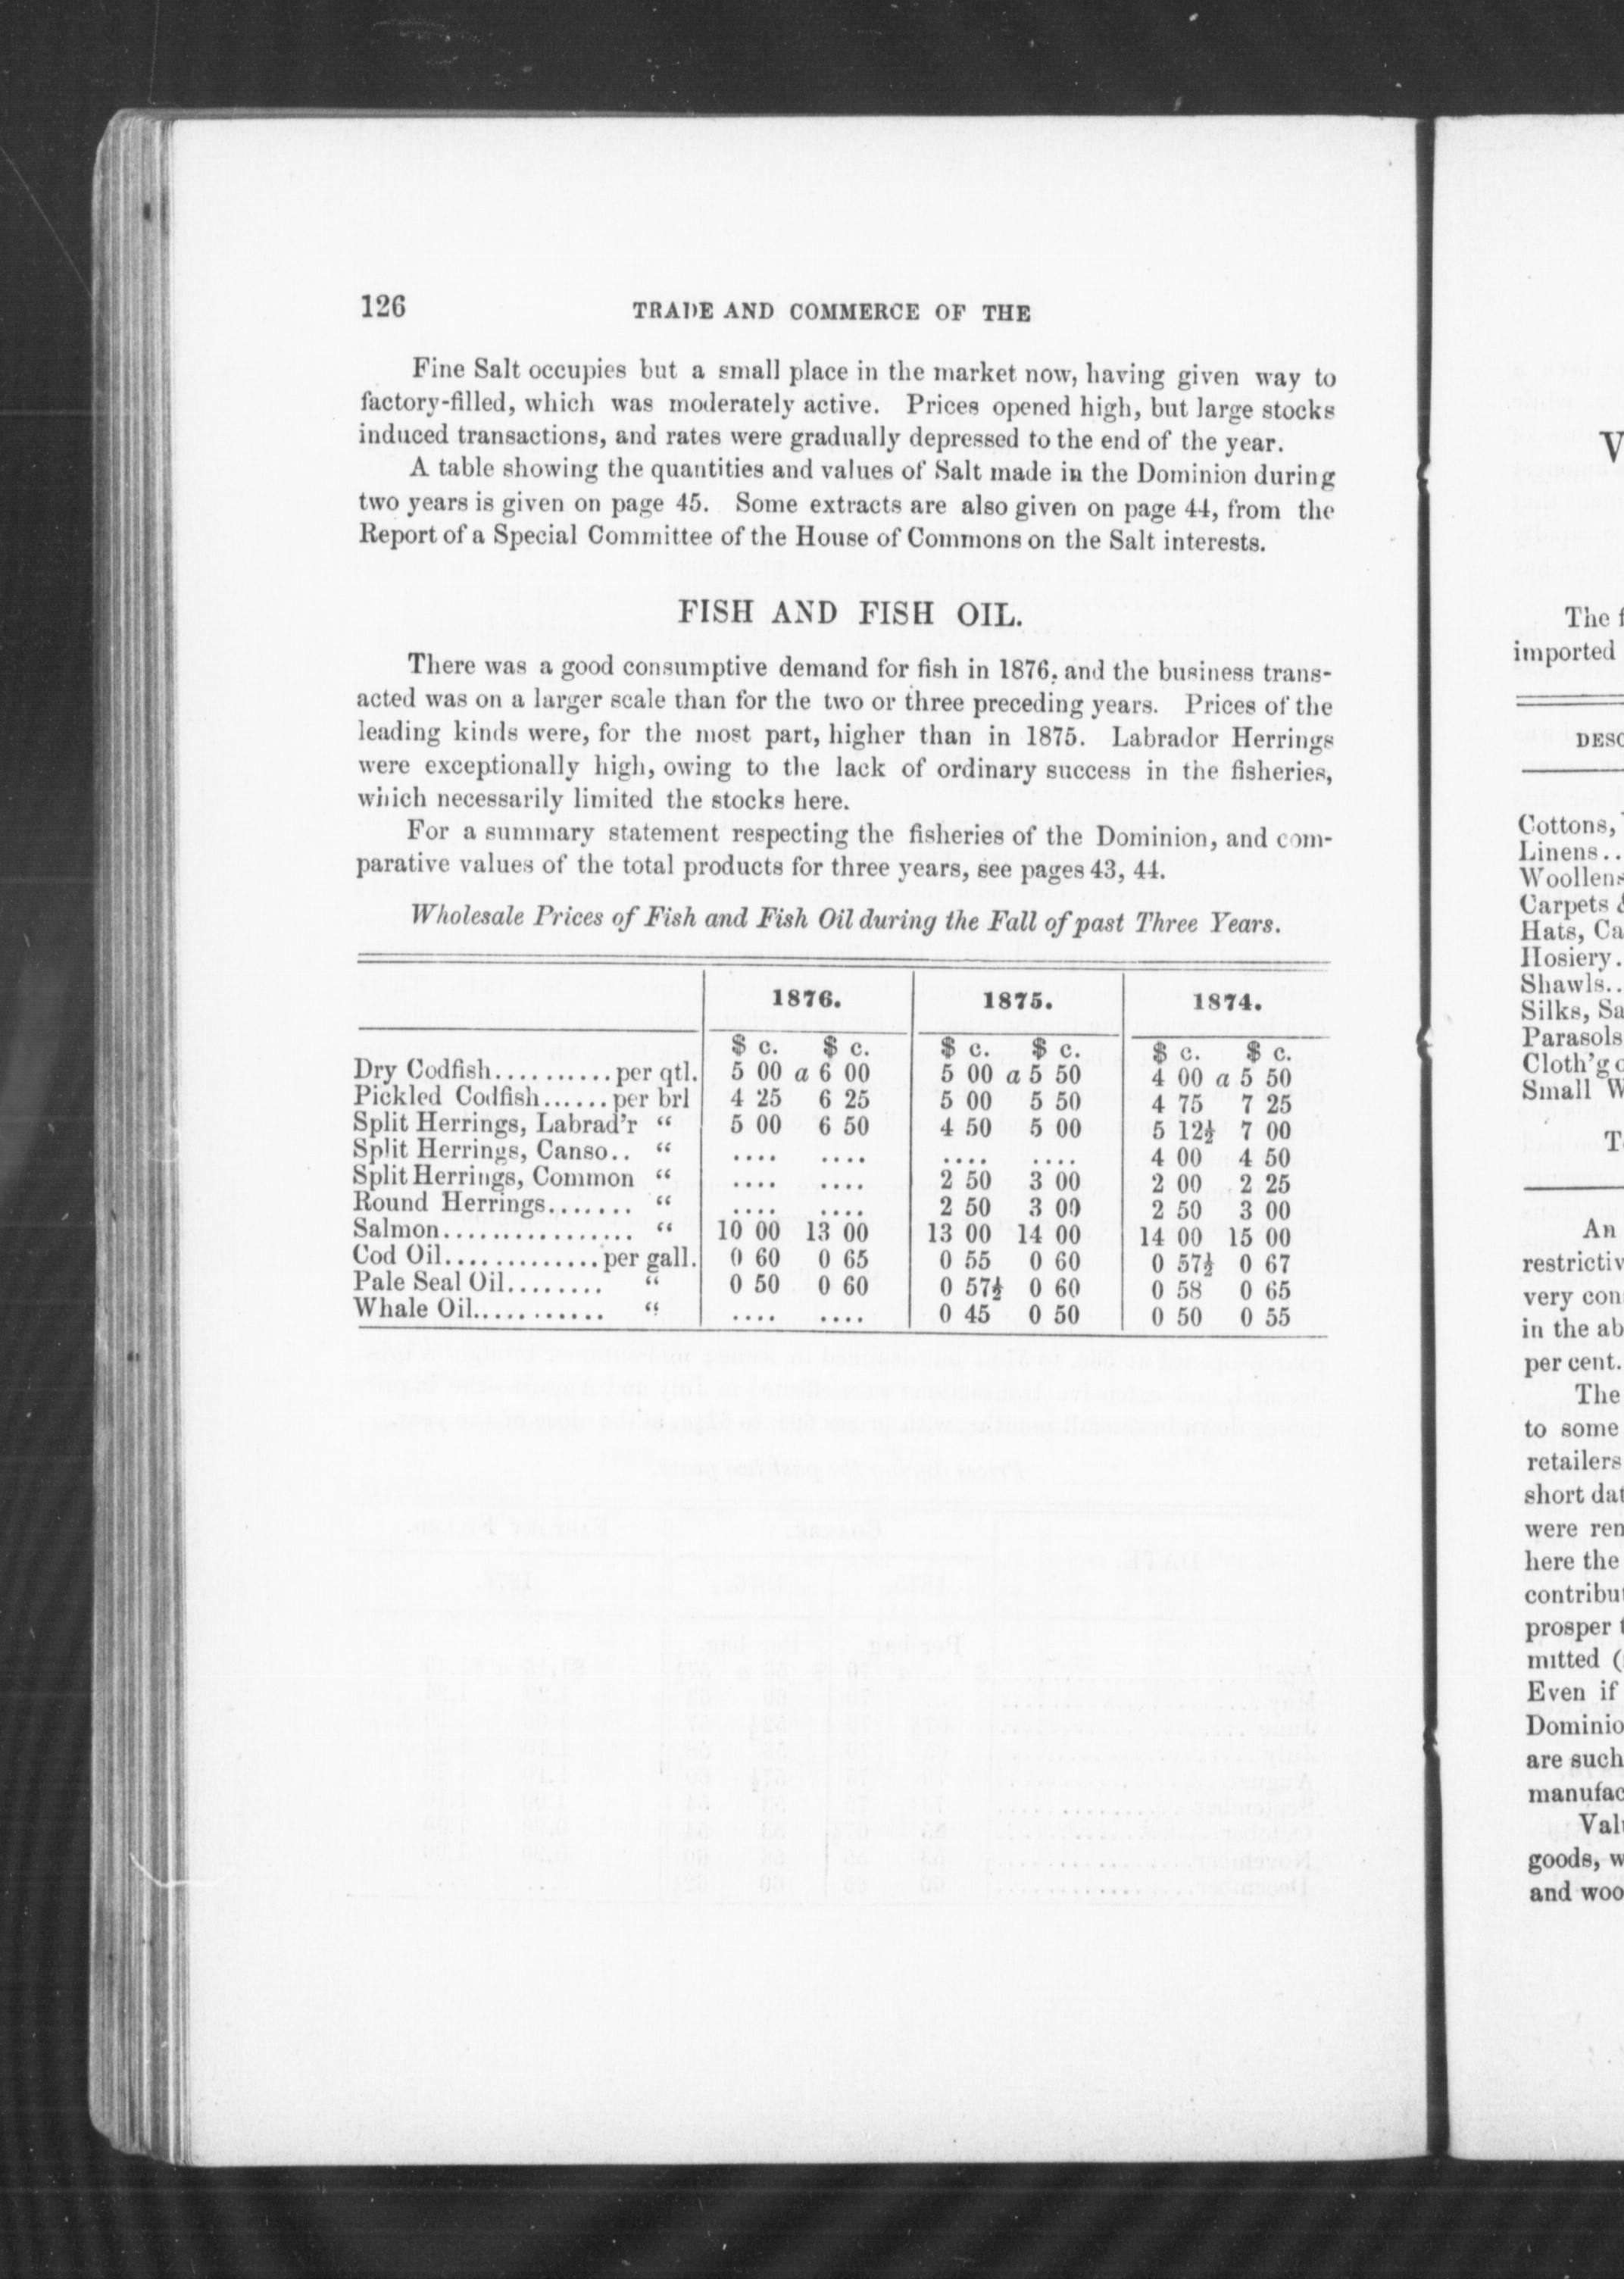 126
TRADE AND COMMERCE OF THE
Fine Salt occupies but a small place in the market now, having given way to
factory-filled, which was moderately active. Prices opened high, but large stocks
induced transactions, and rates were gradually depressed to the end of the year.
A table showing the quantities and values of Salt made in the Dominion during
two years is given on page 45. Some extracts are also given on page 44, from the
Report of a Special Committee of the House of Commons on the Salt interests.
FISH AND FISH OIL.
There was a good consumptive demand for fish in 1876, and the business trans-
acted was on a larger scale than for the two or three preceding years. Prices of the
leading kinds were, for the most part, higher than in 1875. Labrador Herrings
were exceptionally high, owing to the lack of ordinary success in the fisheries,
which necessarily limited the stocks here.
For a summary statement respecting the fisheries of the Dominion, and com-
parative values of the total products for three years, see pages 43, 44.
Wholesale Prices of Fish and Fish Oil during the Fall of past Three Years.
1876. 1875. 1874.
$ c. $ c. $ c. $ c. $ c. $ c.
Dry Codfish..........per qtl. 5 00 a 6 00 5 00 a 5 50 4 00 a 5 50
Pickled Codfish......per brl 4 25 6 25 5 00 5 50 4 75 7 25
Split Herrings, Labrad'r “ 5 00 6 50 4 50 5 00 5 12½ 7 00
Split Herrings, Canso.. “ .... .... .... .... 4 00 4 50
Split Herrings, Common “ .... .... 2 50 3 00 2 00 2 25
Round Herrings....... “ .... .... 2 50 3 00 2 50 3 00
Salmon................ “ 10 00 13 00 13 00 14 00 14 00 15 00
Cod Oil.............per gall. 0 60 0 65 0 55 0 60 0 57½ 0 67
Pale Seal Oil........ “ 0 50 0 60 0 57½ 0 60 0 58 0 65
Whale Oil........... “ .... .... 0 45 0 50 0 50 0 55
The
imported
Cottons,
Linens..
Woollens
Carpets
Hats, Ca
Hosiery.
Shawls..
Silks, Sa
Parasols
Cloth'g
Small W
An
restrictiv
very con
in the ab
per cent.
The
to some
retailers
short dat
were ren
here the
contribut
prosper
mitted
Even if
Dominio
are such
manufac
Val
goods, w
and woo